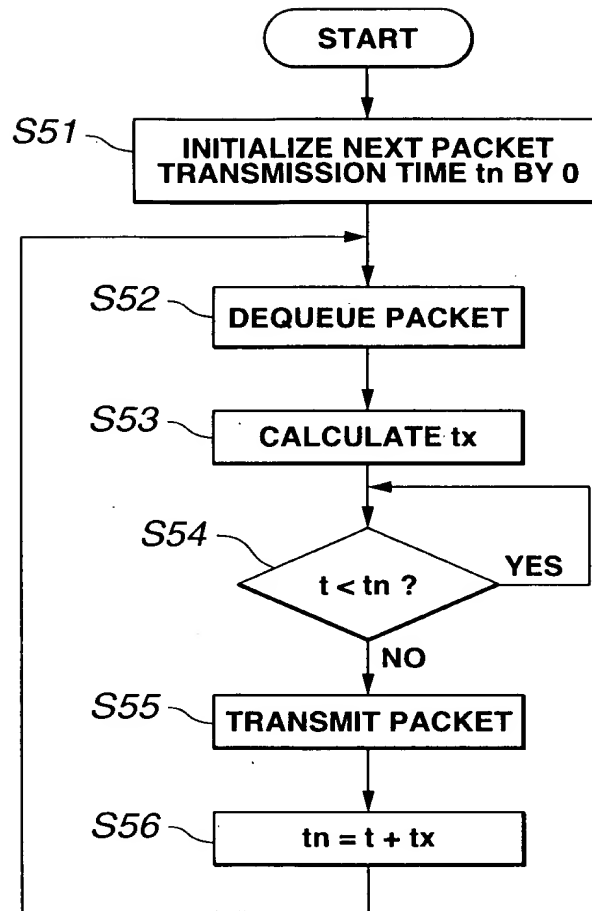 START
S51
INITIALIZE NEXT PACKET
TRANSMISSION TIME tn BY 0
S52
DEQUEUE PACKET
S53
CALCULATE tx
S54
t < tn ?
YES
NO
S55
TRANSMIT PACKET
S56
tn = t + tx